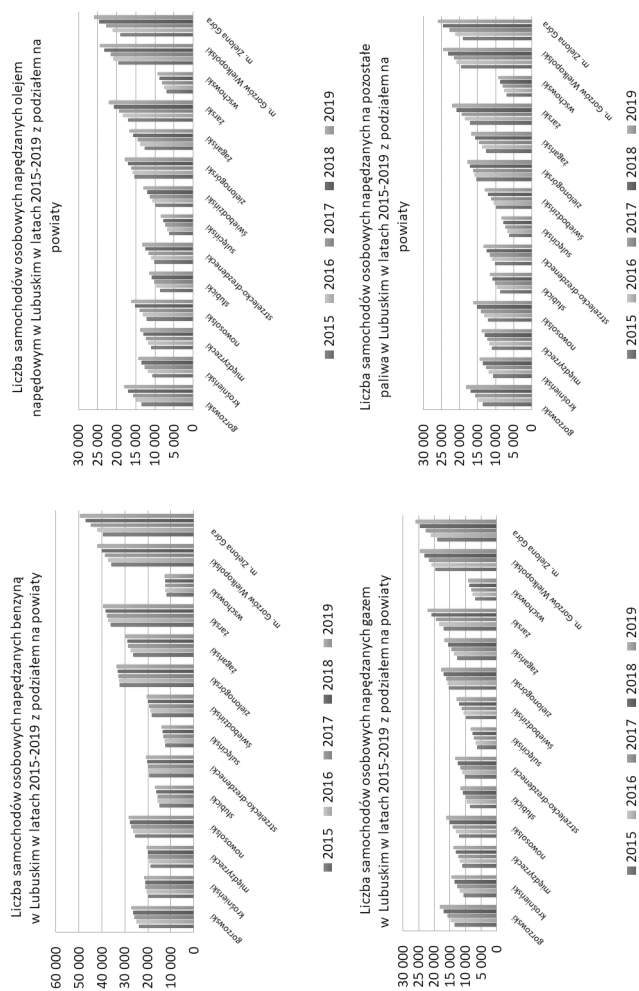 Liczba samochodów osobowych napędzanych benzyną
w Lubuskim w latach 2015-2019 z podziałem na powiaty
60 000
50 000
40 000
30 000
20 000
10 000
0
gorzowski
krośnieński
międzyrzecki
nowosolski
słubicki
strzelecko-drezdenecki
sulęciński
świebodziński
zielonogórski
żagański
żarski
wschowski
m. Gorzów Wielkopolski
m. Zielona Góra
2015 2016 2017 2018 2019
Liczba samochodów osobowych napędzanych olejem
napędowym w Lubuskim w latach 2015-2019 z podziałem na
powiaty
30 000
25 000
20 000
15 000
10 000
5 000
0
gorzowski
krośnieński
międzyrzecki
nowosolski
słubicki
strzelecko-drezdenecki
sulęciński
świebodziński
zielonogórski
żagański
żarski
wschowski
m. Gorzów Wielkopolski
m. Zielona Góra
2015 2016 2017 2018 2019
Liczba samochodów osobowych napędzanych gazem
w Lubuskim w latach 2015-2019 z podziałem na powiaty
30 000
25 000
20 000
15 000
10 000
5 000
0
gorzowski
krośnieński
międzyrzecki
nowosolski
słubicki
strzelecko-drezdenecki
sulęciński
świebodziński
zielonogórski
żagański
żarski
wschowski
m. Gorzów Wielkopolski
m. Zielona Góra
2015 2016 2017 2018 2019
Liczba samochodów osobowych napędzanych na pozostałe
paliwa w Lubuskim w latach 2015-2019 z podziałem na
powiaty
30 000
25 000
20 000
15 000
10 000
5 000
0
gorzowski
krośnieński
międzyrzecki
nowosolski
słubicki
strzelecko-drezdenecki
sulęciński
świebodziński
zielonogórski
żagański
żarski
wschowski
m. Gorzów Wielkopolski
m. Zielona Góra
2015 2016 2017 2018 2019